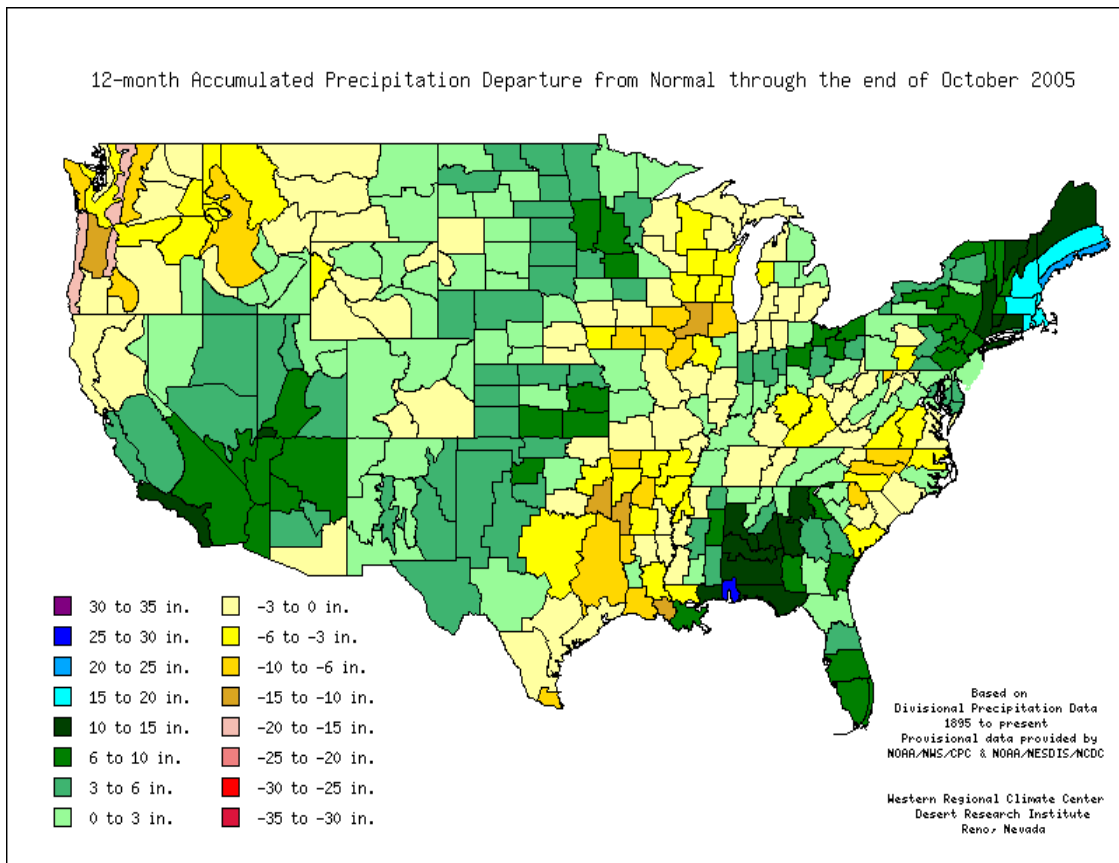 12-month Accumulated Precipitation Departure from Normal through the end of October 2005
30 to 35 in.
25 to 30 in.
20 to 25 in.
15 to 20 in.
10 to 15 in.
6 to 10 in.
3 to 6 in.
0 to 3 in.
-3 to 0 in.
-6 to -3 in.
-10 to -6 in.
-15 to -10 in.
-20 to -15 in.
-25 to -20 in.
-30 to -25 in.
-35 to -30 in.
Based on
Divisional Precipitation Data
1895 to present
Provisional data provided by
NOAA/NWS/CPC & NOAA/NESDIS/NCDC
Western Regional Climate Center
Desert Research Institute
Reno, Nevada